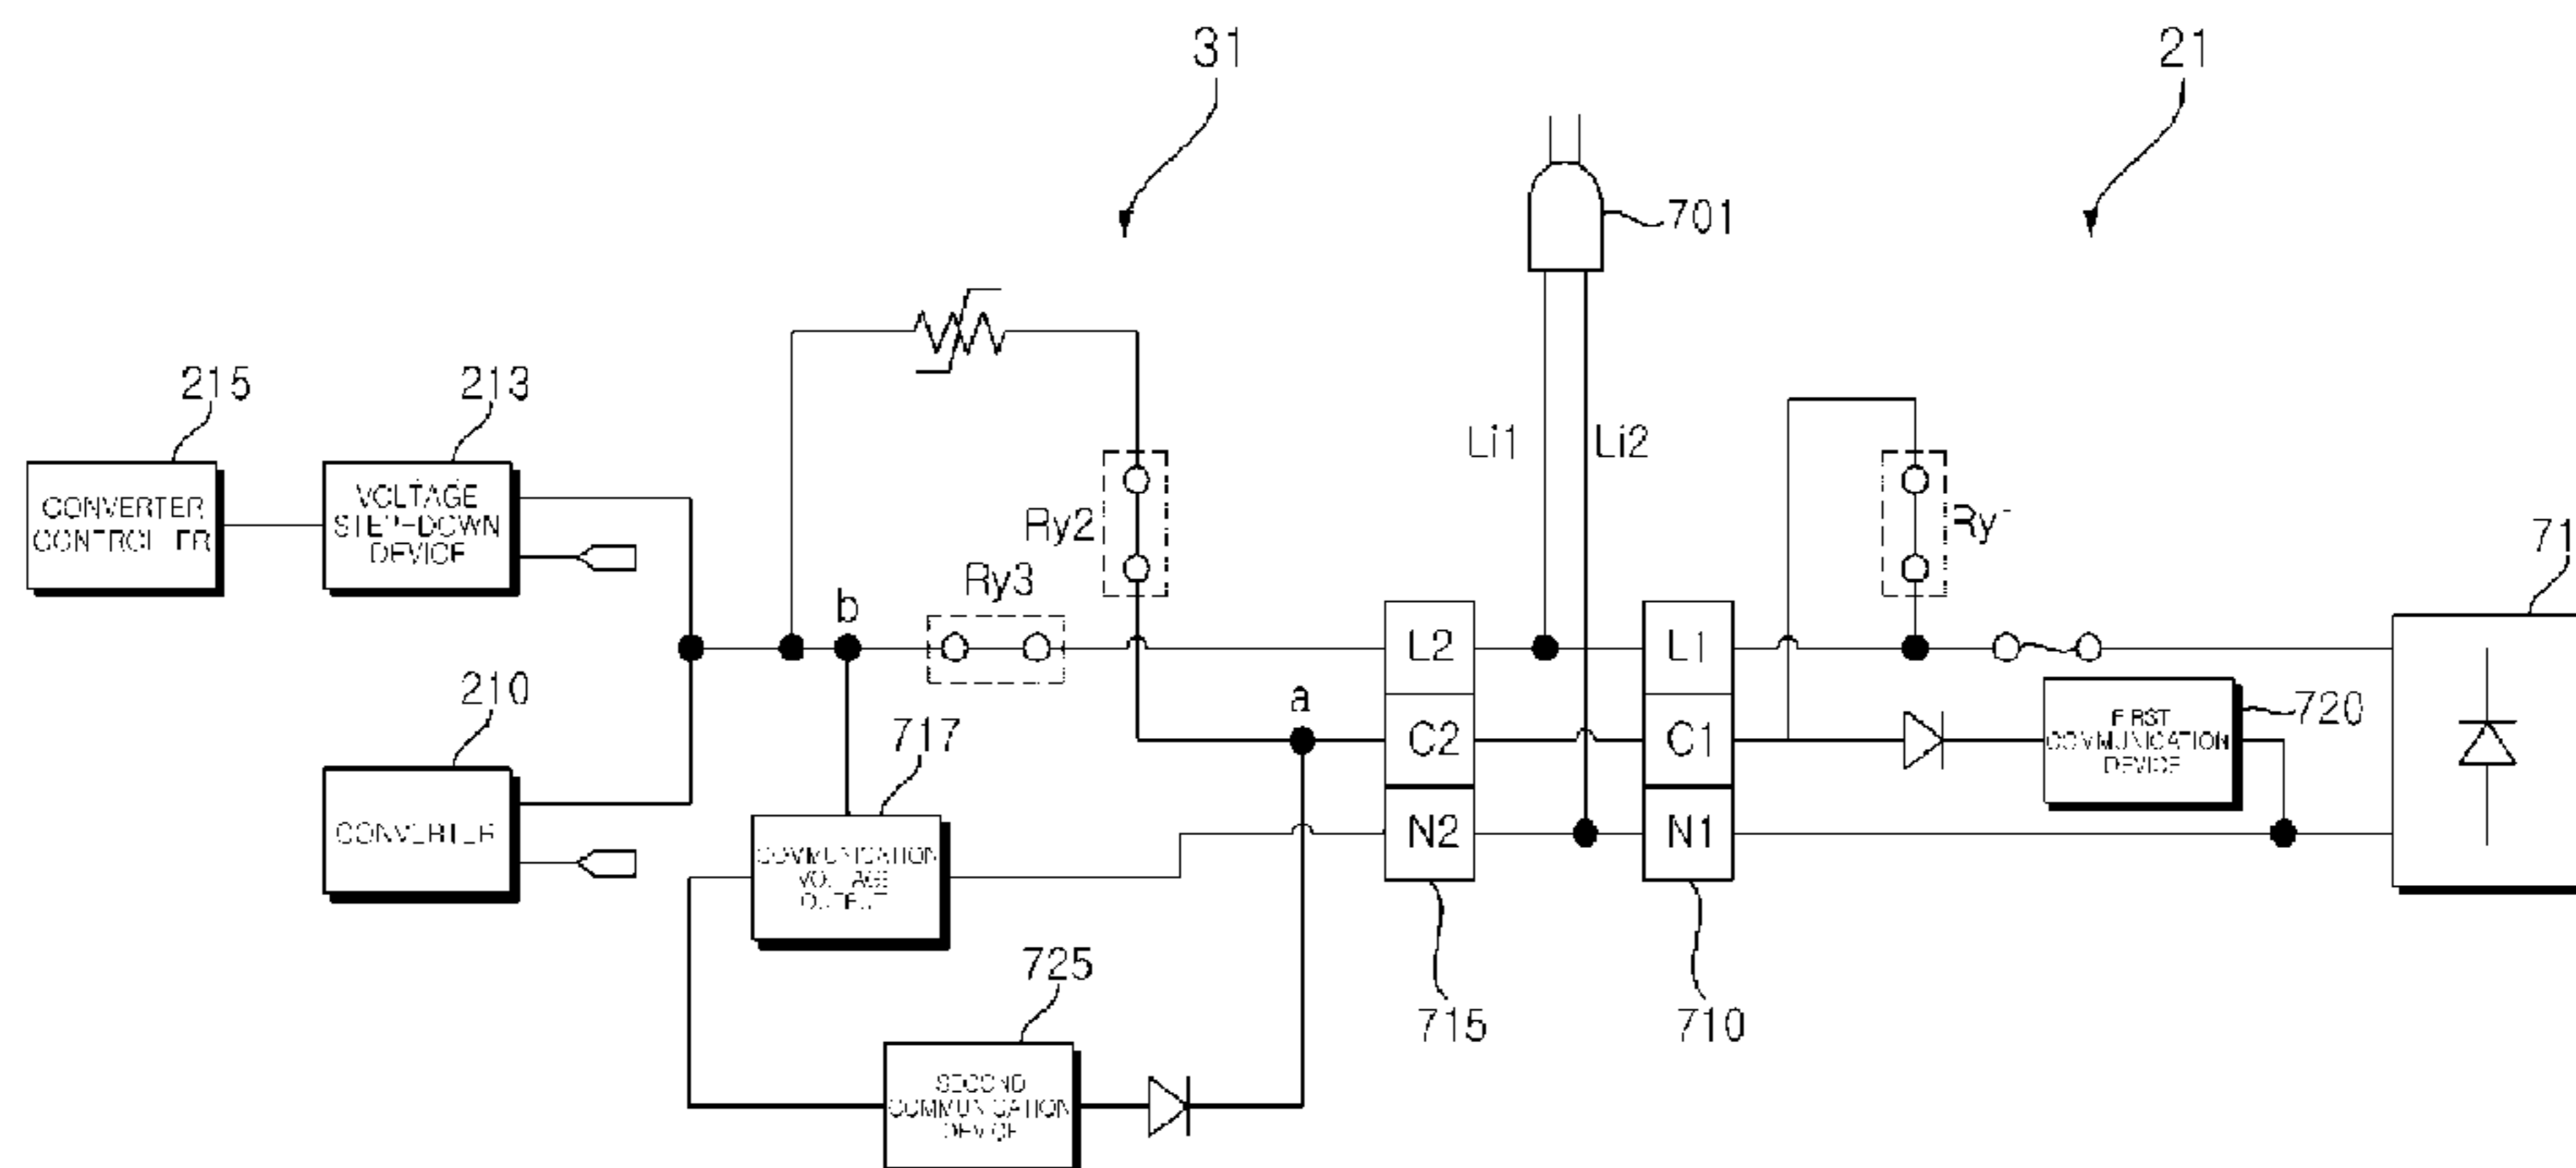 31
21
701
Li1
Li2
215
213
CONVERTER
CONTROLLER
VOLTAGE
STEP-DOWN
DEVICE
Ry2
Ry3
b
a
L2
C2
N2
L1
C1
N1
71
FIRST
COMMUNICATION
DEVICE
720
210
CONVERTER
717
COMMUNICATION
VOLTAGE
OUTPUT
725
SECOND
COMMUNICATION
DEVICE
715
710